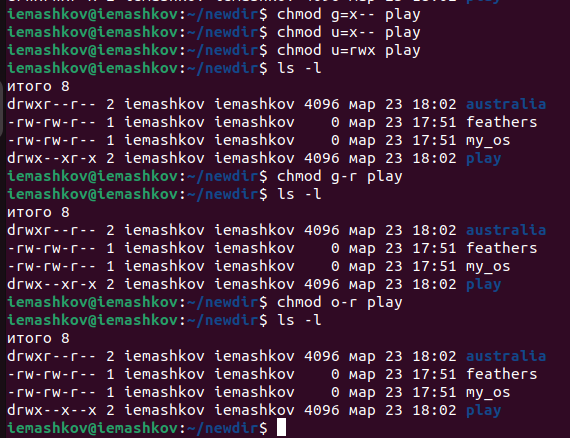 iemashkov@iemashkov:~/newdir$ chmod g=x-- play
iemashkov@iemashkov:~/newdir$ chmod u=x-- play
iemashkov@iemashkov:~/newdir$ chmod u=rwx play
iemashkov@iemashkov:~/newdir$ ls -l
итого 8
drwxr--r-- 2 iemashkov iemashkov 4096 мар 23 18:02 australia
-rw-rw-r-- 1 iemashkov iemashkov    0 мар 23 17:51 feathers
-rw-rw-r-- 1 iemashkov iemashkov    0 мар 23 17:51 my_os
drwx--xr-x 2 iemashkov iemashkov 4096 мар 23 18:02 play
iemashkov@iemashkov:~/newdir$ chmod g-r play
iemashkov@iemashkov:~/newdir$ ls -l
итого 8
drwxr--r-- 2 iemashkov iemashkov 4096 мар 23 18:02 australia
-rw-rw-r-- 1 iemashkov iemashkov    0 мар 23 17:51 feathers
-rw-rw-r-- 1 iemashkov iemashkov    0 мар 23 17:51 my_os
drwx--xr-x 2 iemashkov iemashkov 4096 мар 23 18:02 play
iemashkov@iemashkov:~/newdir$ chmod o-r play
iemashkov@iemashkov:~/newdir$ ls -l
итого 8
drwxr--r-- 2 iemashkov iemashkov 4096 мар 23 18:02 australia
-rw-rw-r-- 1 iemashkov iemashkov    0 мар 23 17:51 feathers
-rw-rw-r-- 1 iemashkov iemashkov    0 мар 23 17:51 my_os
drwx--x--x 2 iemashkov iemashkov 4096 мар 23 18:02 play
iemashkov@iemashkov:~/newdir$